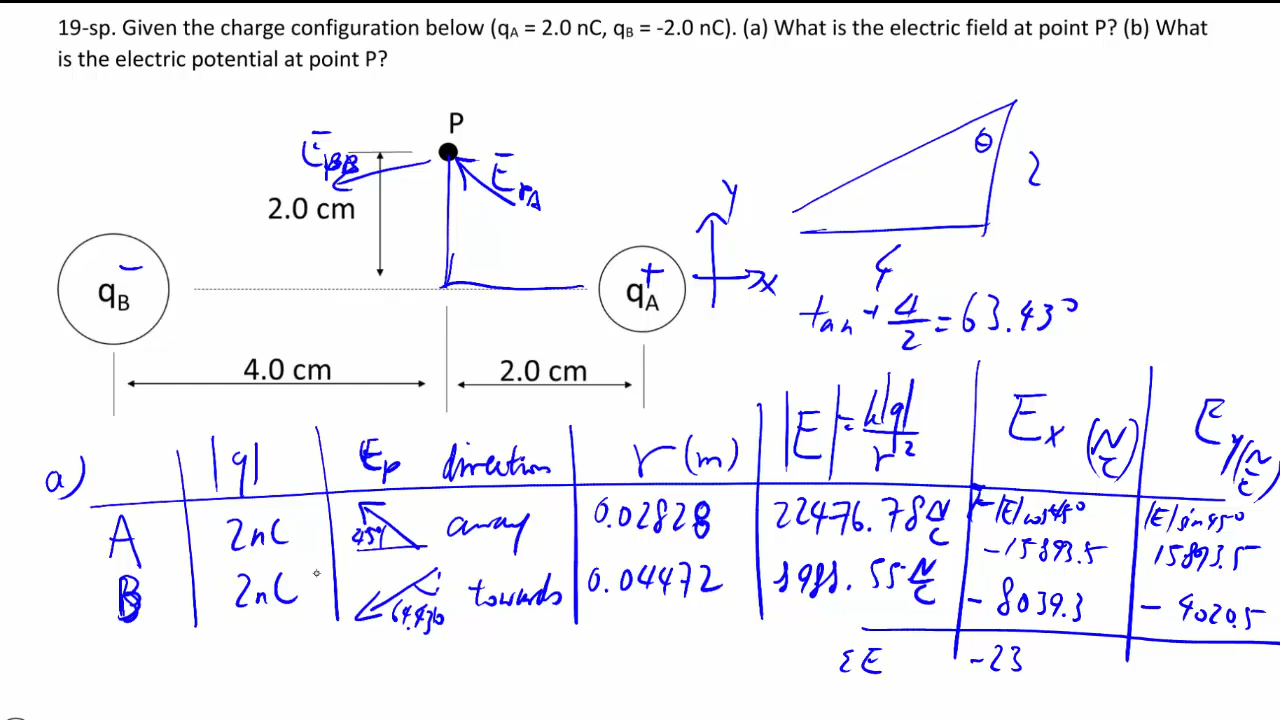 19-sp. Given the charge configuration below (qA = 2.0 nC, qB = -2.0 nC). (a) What is the electric field at point P? (b) What
is the electric potential at point P?
P
θ
2
2.0 cm
y
x
qB -
qA +
4
4.0 cm
2.0 cm
4/2 = 63.43°
a)
|q|
Ep direction
r (m)
|E| = k|q|/r²
Ex (N/C)
Ey (N/C)
A 2nC 45° away 0.02828 22476.78 N/C -|E|cos45° |E|sin45°
-15893.5 15893.5
B 2nC towards 0.04472 N/C -8039.3 -4020.5
ΣE -23